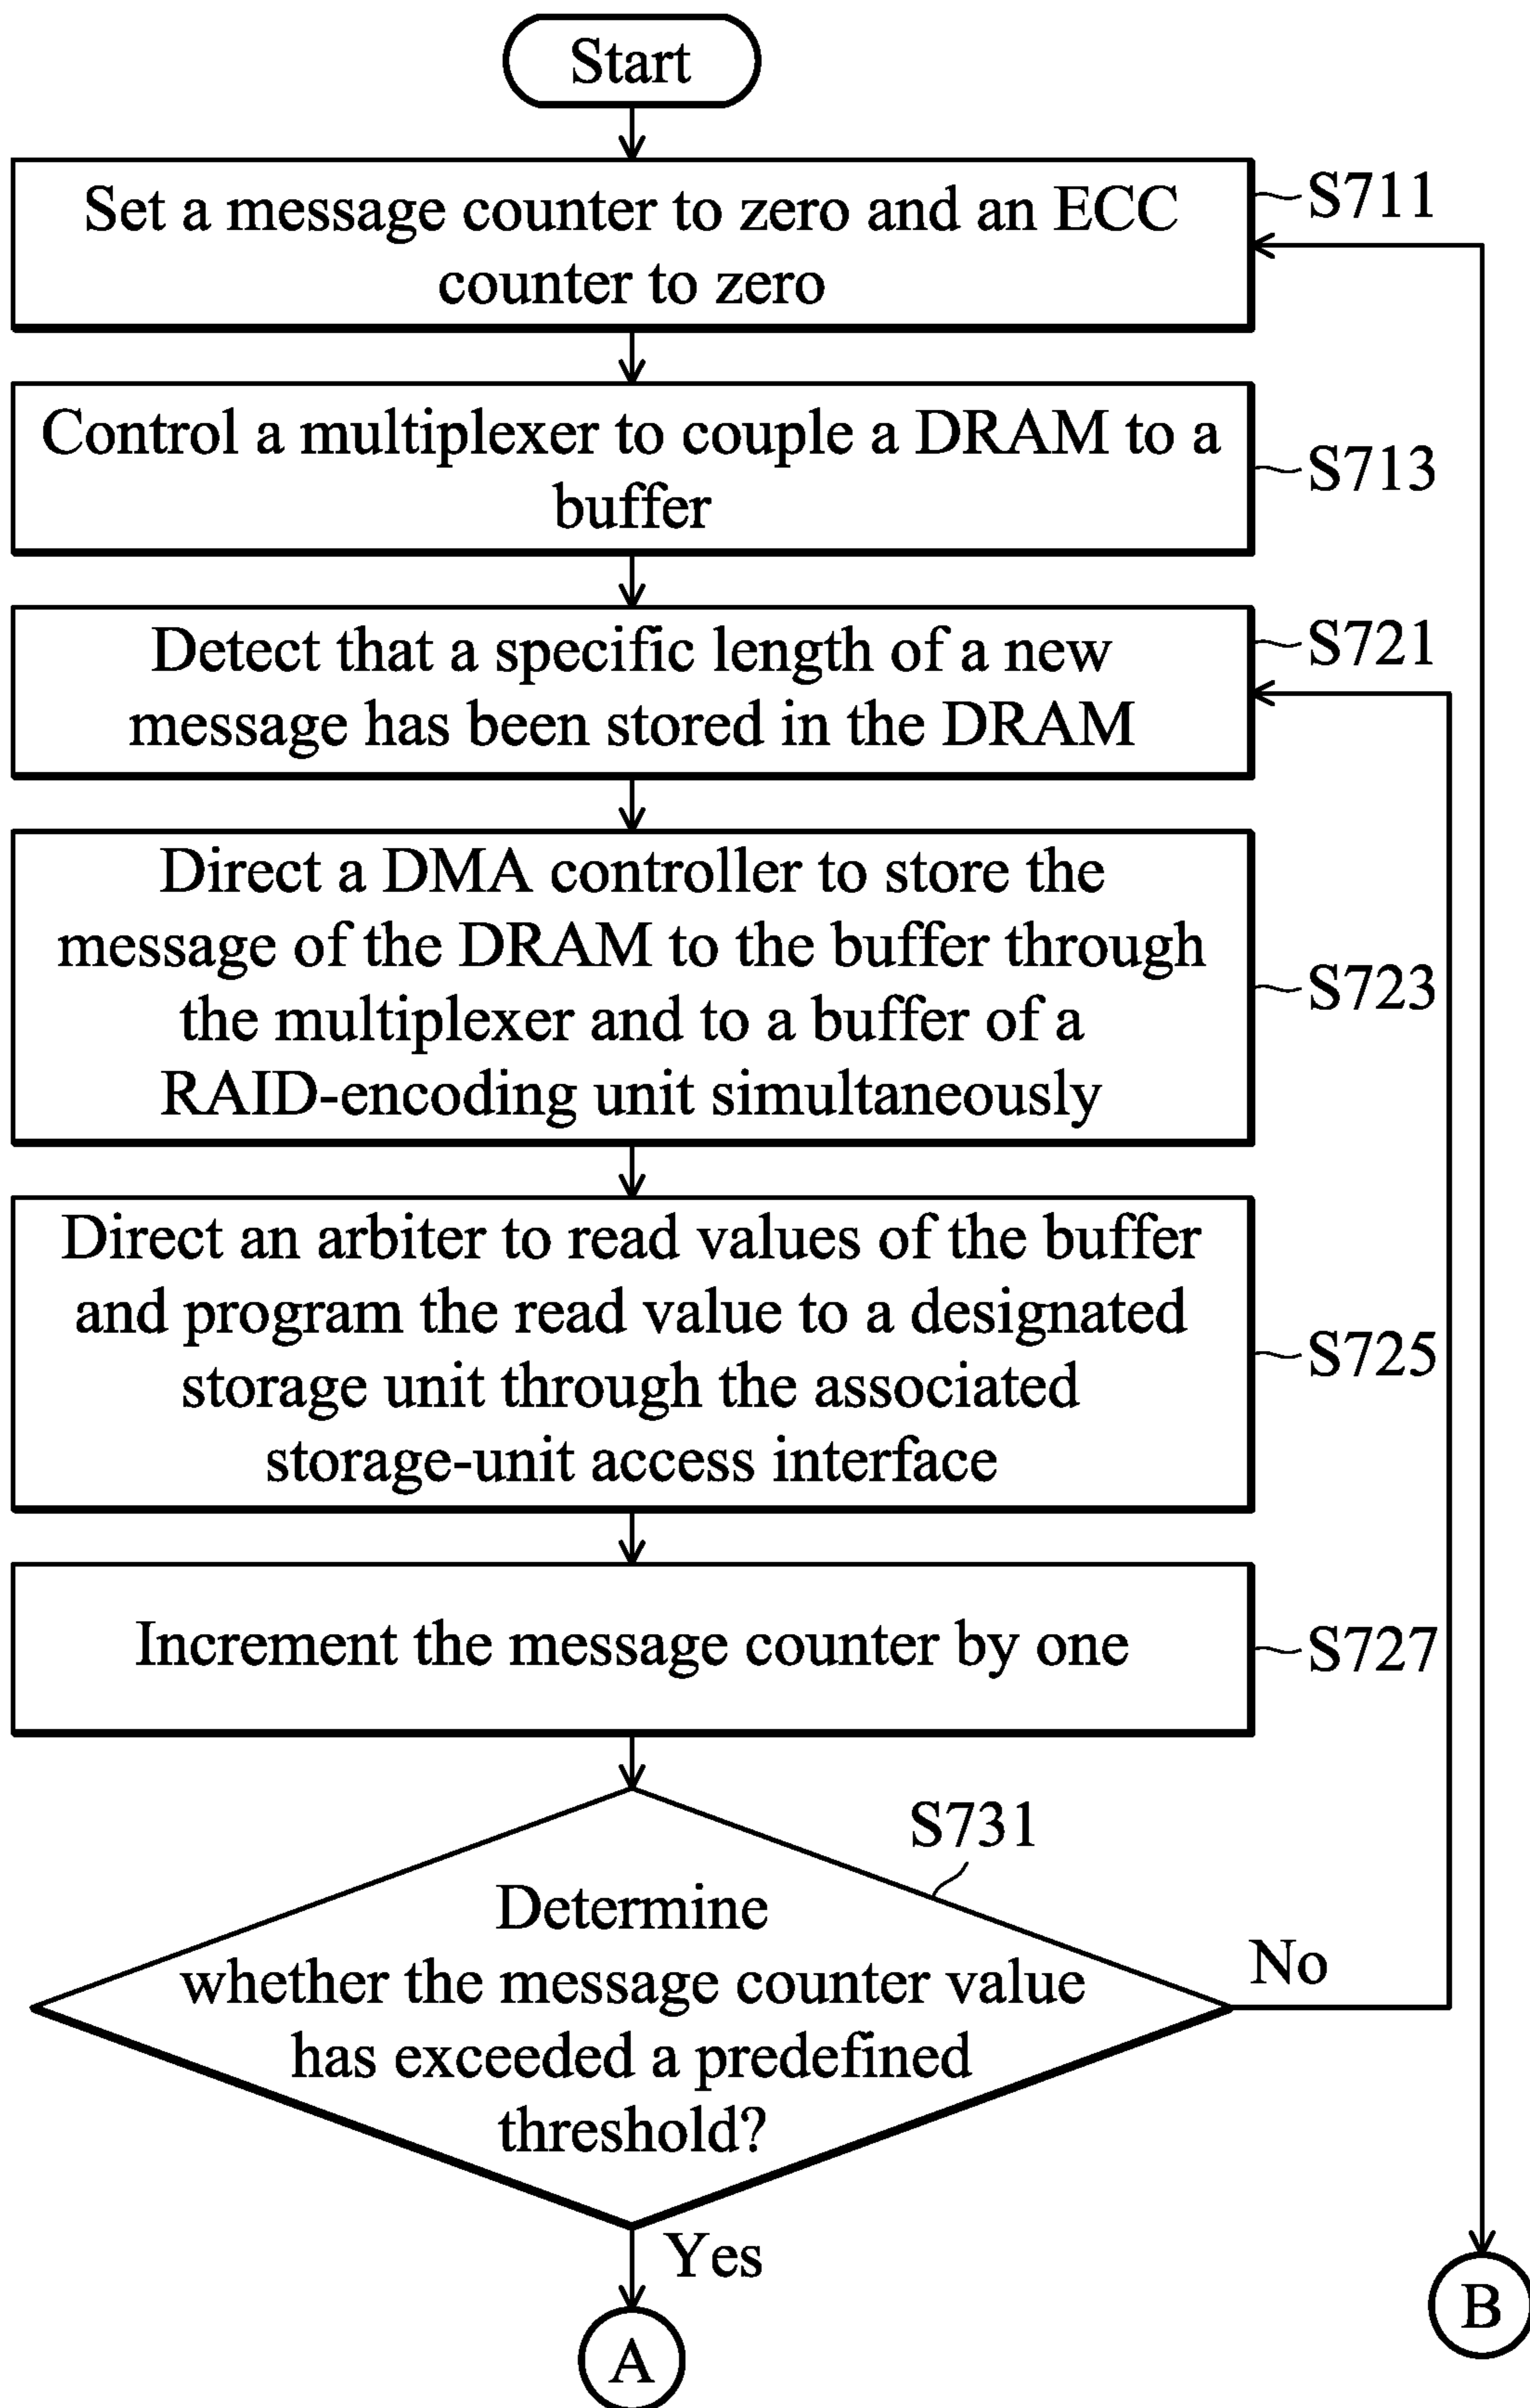 Start
Set a message counter to zero and an ECC
counter to zero
S711
Control a multiplexer to couple a DRAM to a
buffer
S713
Detect that a specific length of a new
message has been stored in the DRAM
S721
Direct a DMA controller to store the
message of the DRAM to the buffer through
the multiplexer and to a buffer of a
RAID-encoding unit simultaneously
S723
Direct an arbiter to read values of the buffer
and program the read value to a designated
storage unit through the associated
storage-unit access interface
S725
Increment the message counter by one
S727
S731
Determine
whether the message counter value
has exceeded a predefined
threshold?
No
Yes
A
B